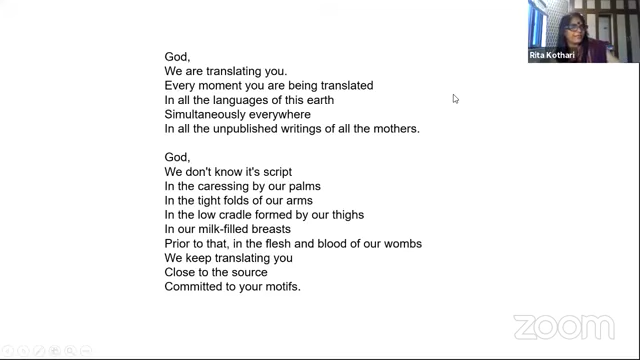 God,
We are translating you.
Every moment you are being translated
In all the languages of this earth
Simultaneously everywhere
In all the unpublished writings of all the mothers.
God,
We don't know it's script
In the caressing by our palms
In the tight folds of our arms
In the low cradle formed by our thighs
In our milk-filled breasts
Prior to that, in the flesh and blood of our wombs
We keep translating you
Close to the source
Committed to your motifs.
Rita Kothari
zoom